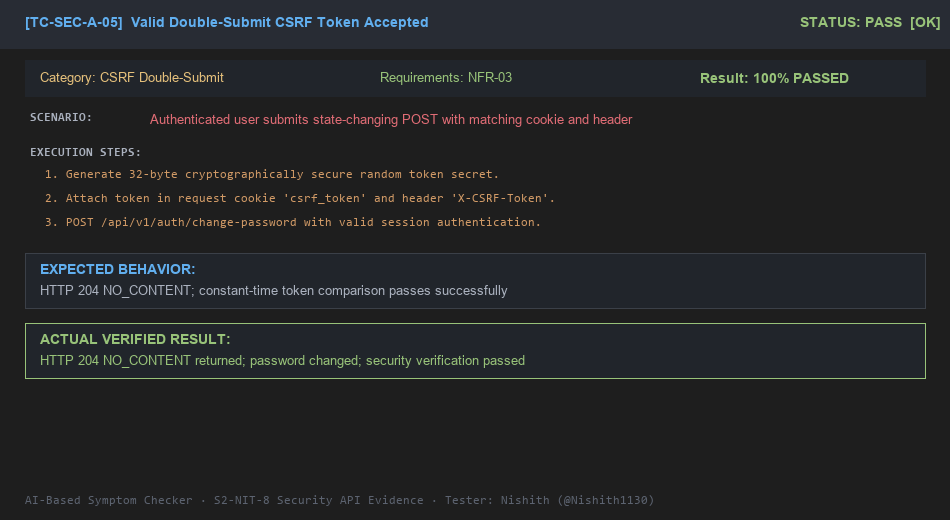 [TC-SEC-A-05] Valid Double-Submit CSRF Token Accepted STATUS: PASS [OK]
Category: CSRF Double-Submit Requirements: NFR-03 Result: 100% PASSED
SCENARIO: Authenticated user submits state-changing POST with matching cookie and header
EXECUTION STEPS:
1. Generate 32-byte cryptographically secure random token secret.
2. Attach token in request cookie 'csrf_token' and header 'X-CSRF-Token'.
3. POST /api/v1/auth/change-password with valid session authentication.
EXPECTED BEHAVIOR:
HTTP 204 NO_CONTENT; constant-time token comparison passes successfully
ACTUAL VERIFIED RESULT:
HTTP 204 NO_CONTENT returned; password changed; security verification passed
AI-Based Symptom Checker · S2-NIT-8 Security API Evidence · Tester: Nishith (@Nishith1130)